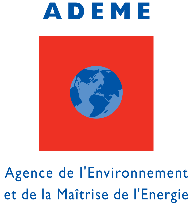 ADEME
Agence de l'Environnement
et de la Maîtrise de l'Energie